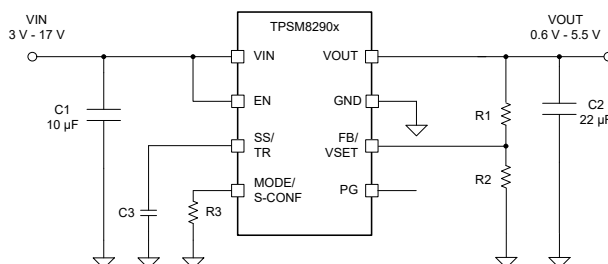 VIN
3 V - 17 V
TPSM8290x
VOUT
0.6 V - 5.5 V
VIN
VOUT
C1
10 µF
EN
GND
R1
C2
22 µF
SS/
TR
FB/
VSET
MODE/
S-CONF
PG
R2
C3
R3